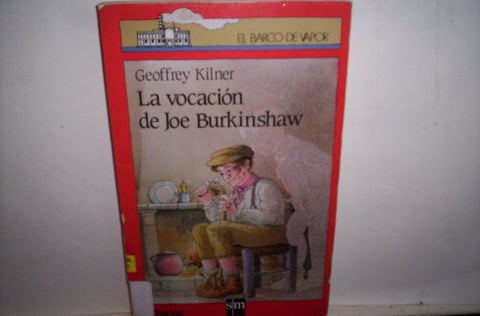 EL BARCO DE VAPOR
Geoffrey Kilner
La vocación
de Joe Burkinshaw
sm